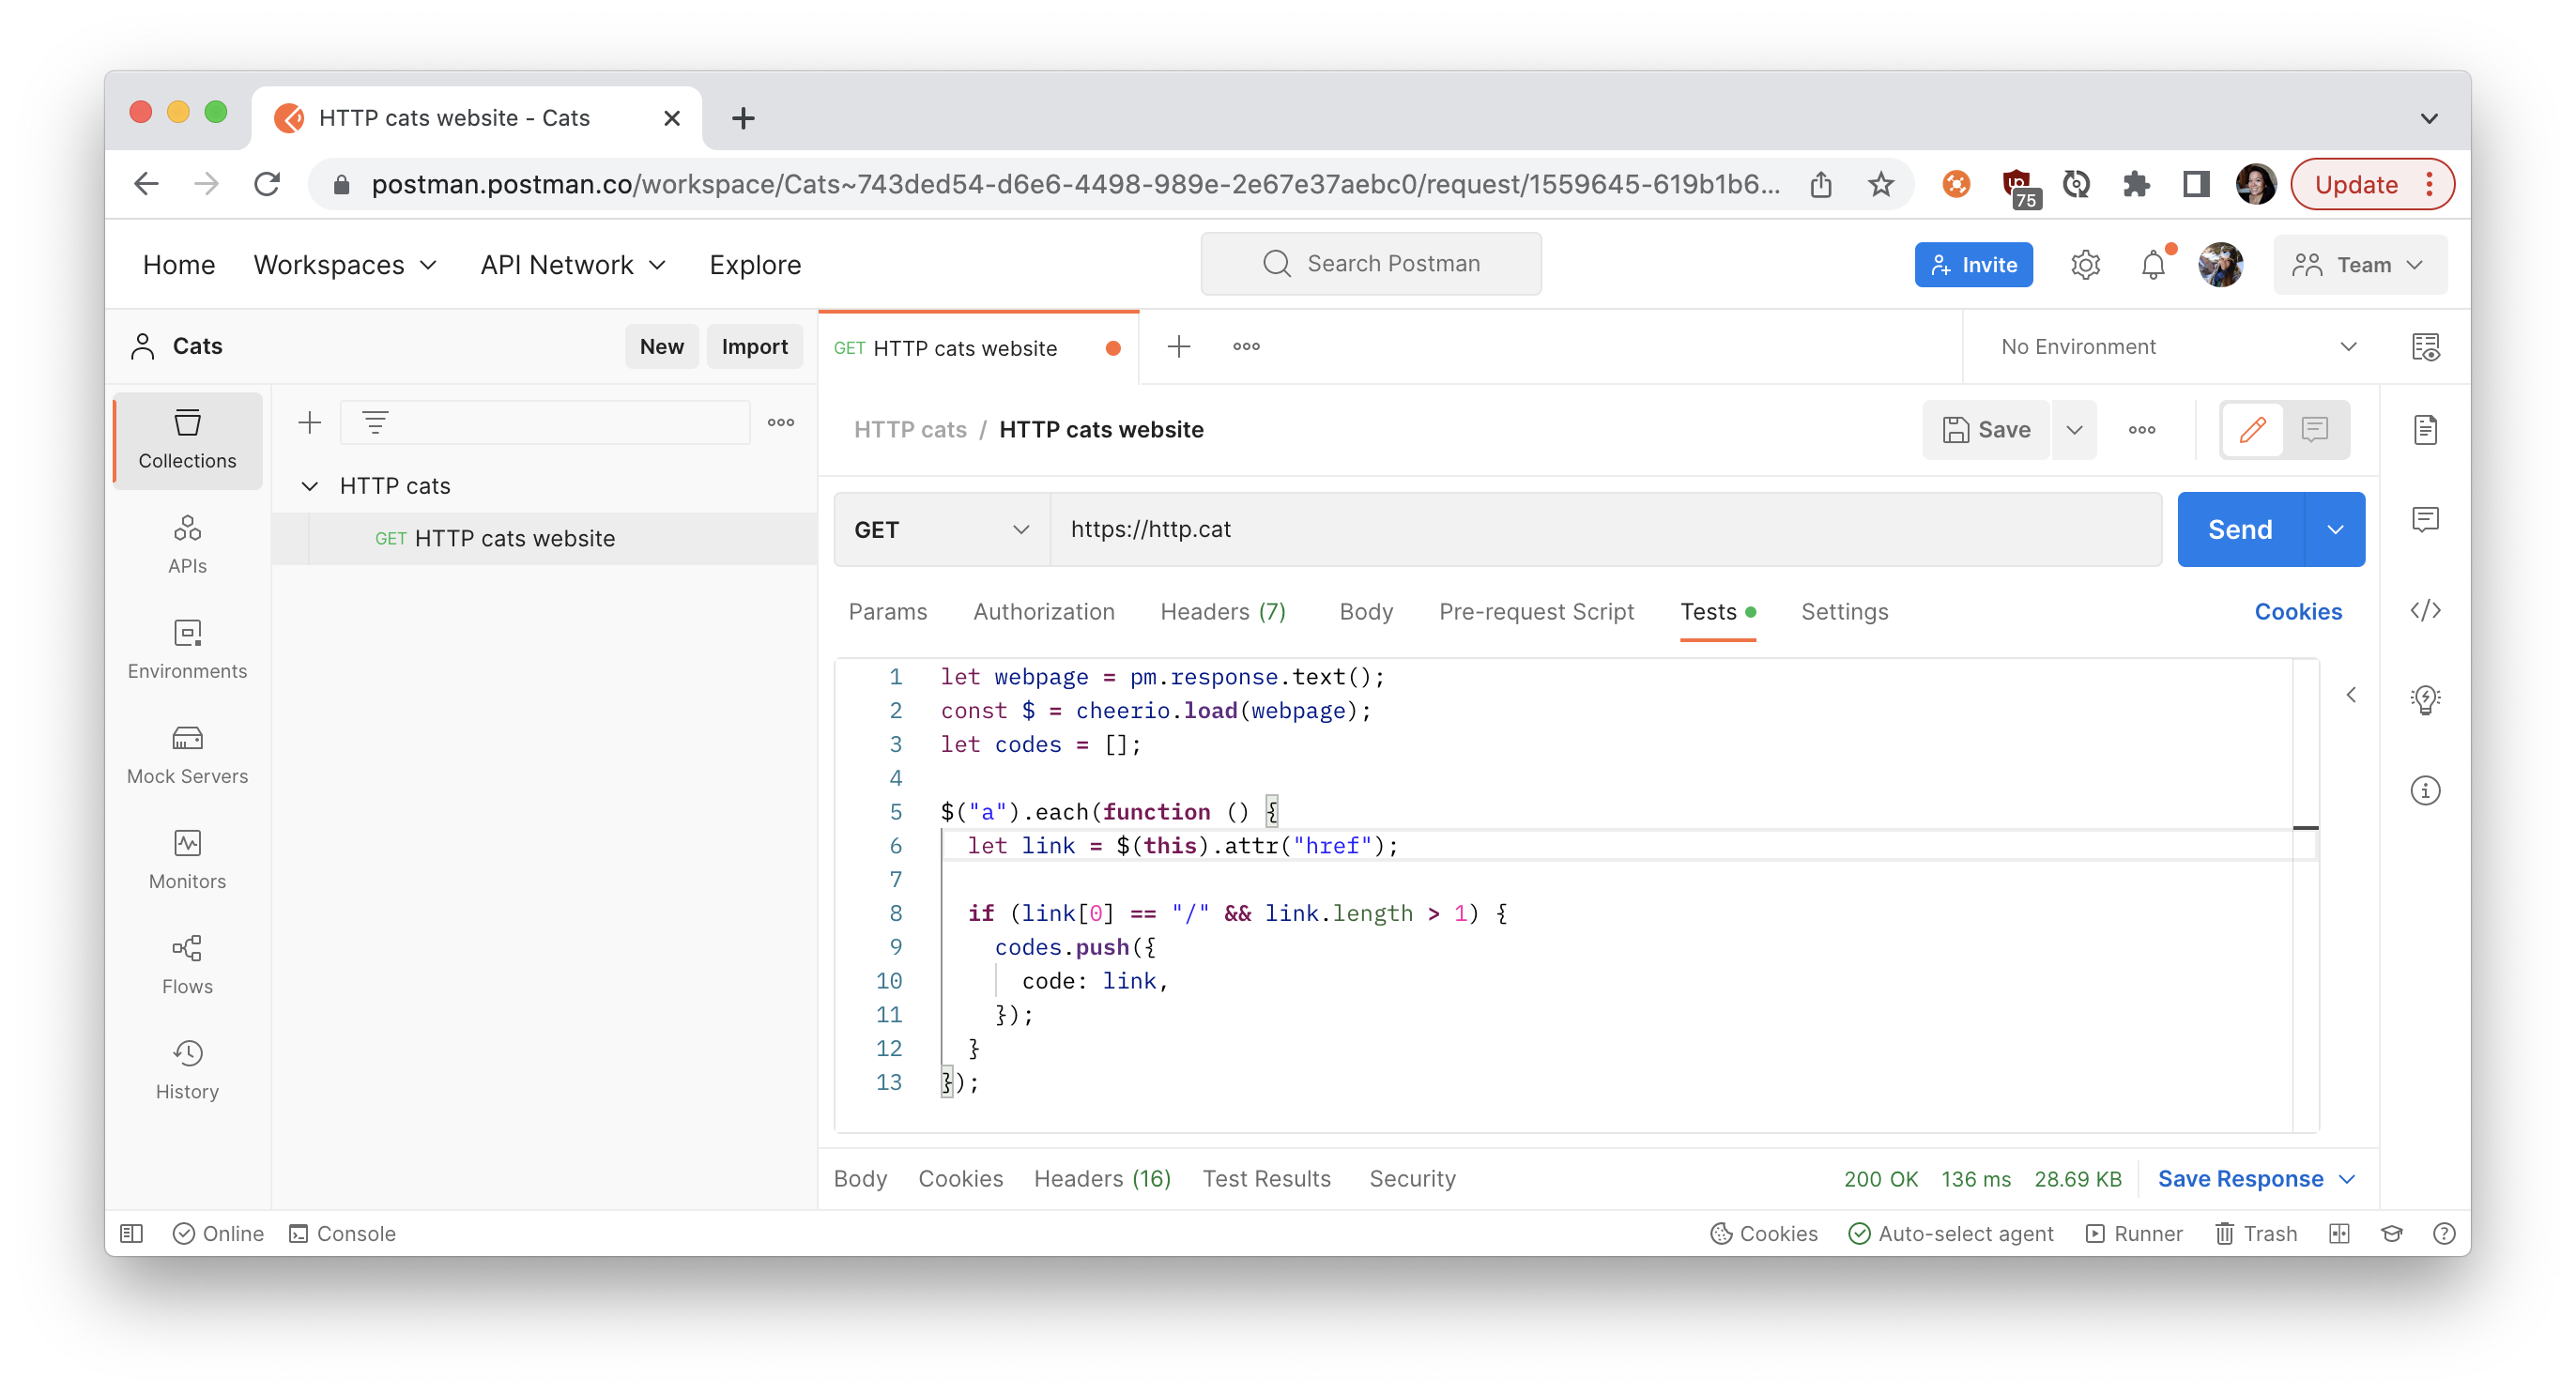 HTTP cats website - Cats
postman.postman.co/workspace/Cats~743ded54-d6e6-4498-989e-2e67e37aebc0/request/1559645-619b1b6...
75
Update
Home Workspaces API Network Explore
Search Postman
Invite
Team
Cats
New Import
GET HTTP cats website
No Environment
Collections
APIs
Environments
Mock Servers
Monitors
Flows
History
HTTP cats
GET HTTP cats website
HTTP cats / HTTP cats website
Save
GET https://http.cat
Send
Params Authorization Headers (7) Body Pre-request Script Tests Settings
Cookies
1 let webpage = pm.response.text();
2 const $ = cheerio.load(webpage);
3 let codes = [];
4
5 $("a").each(function () {
6 let link = $(this).attr("href");
7
8 if (link[0] == "/" && link.length > 1) {
9 codes.push({
10 code: link,
11 });
12 }
13 });
Body Cookies Headers (16) Test Results Security
200 OK 136 ms 28.69 KB Save Response
Online Console
Cookies Auto-select agent Runner Trash